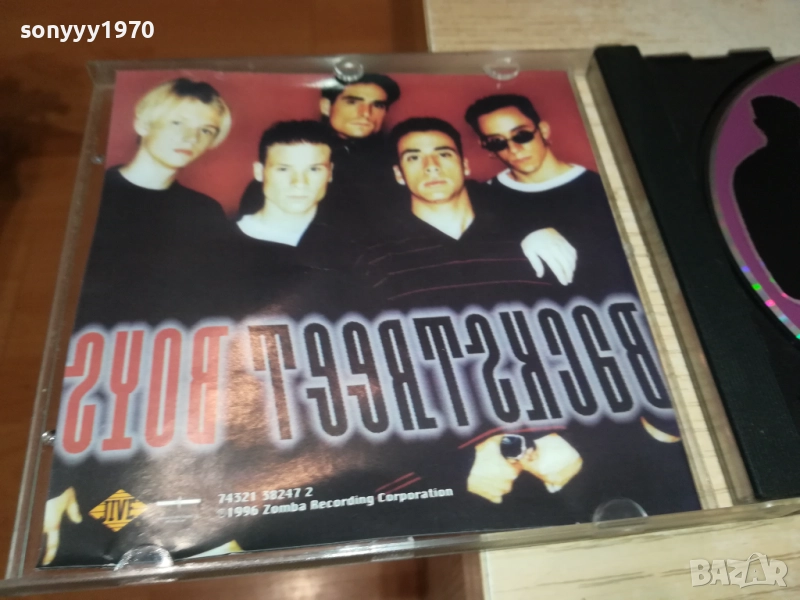 sonyyy1970
BACKSTREET BOYS
JIVE
74321 38247 2
©1996 Zomba Recording Corporation
BAZAR